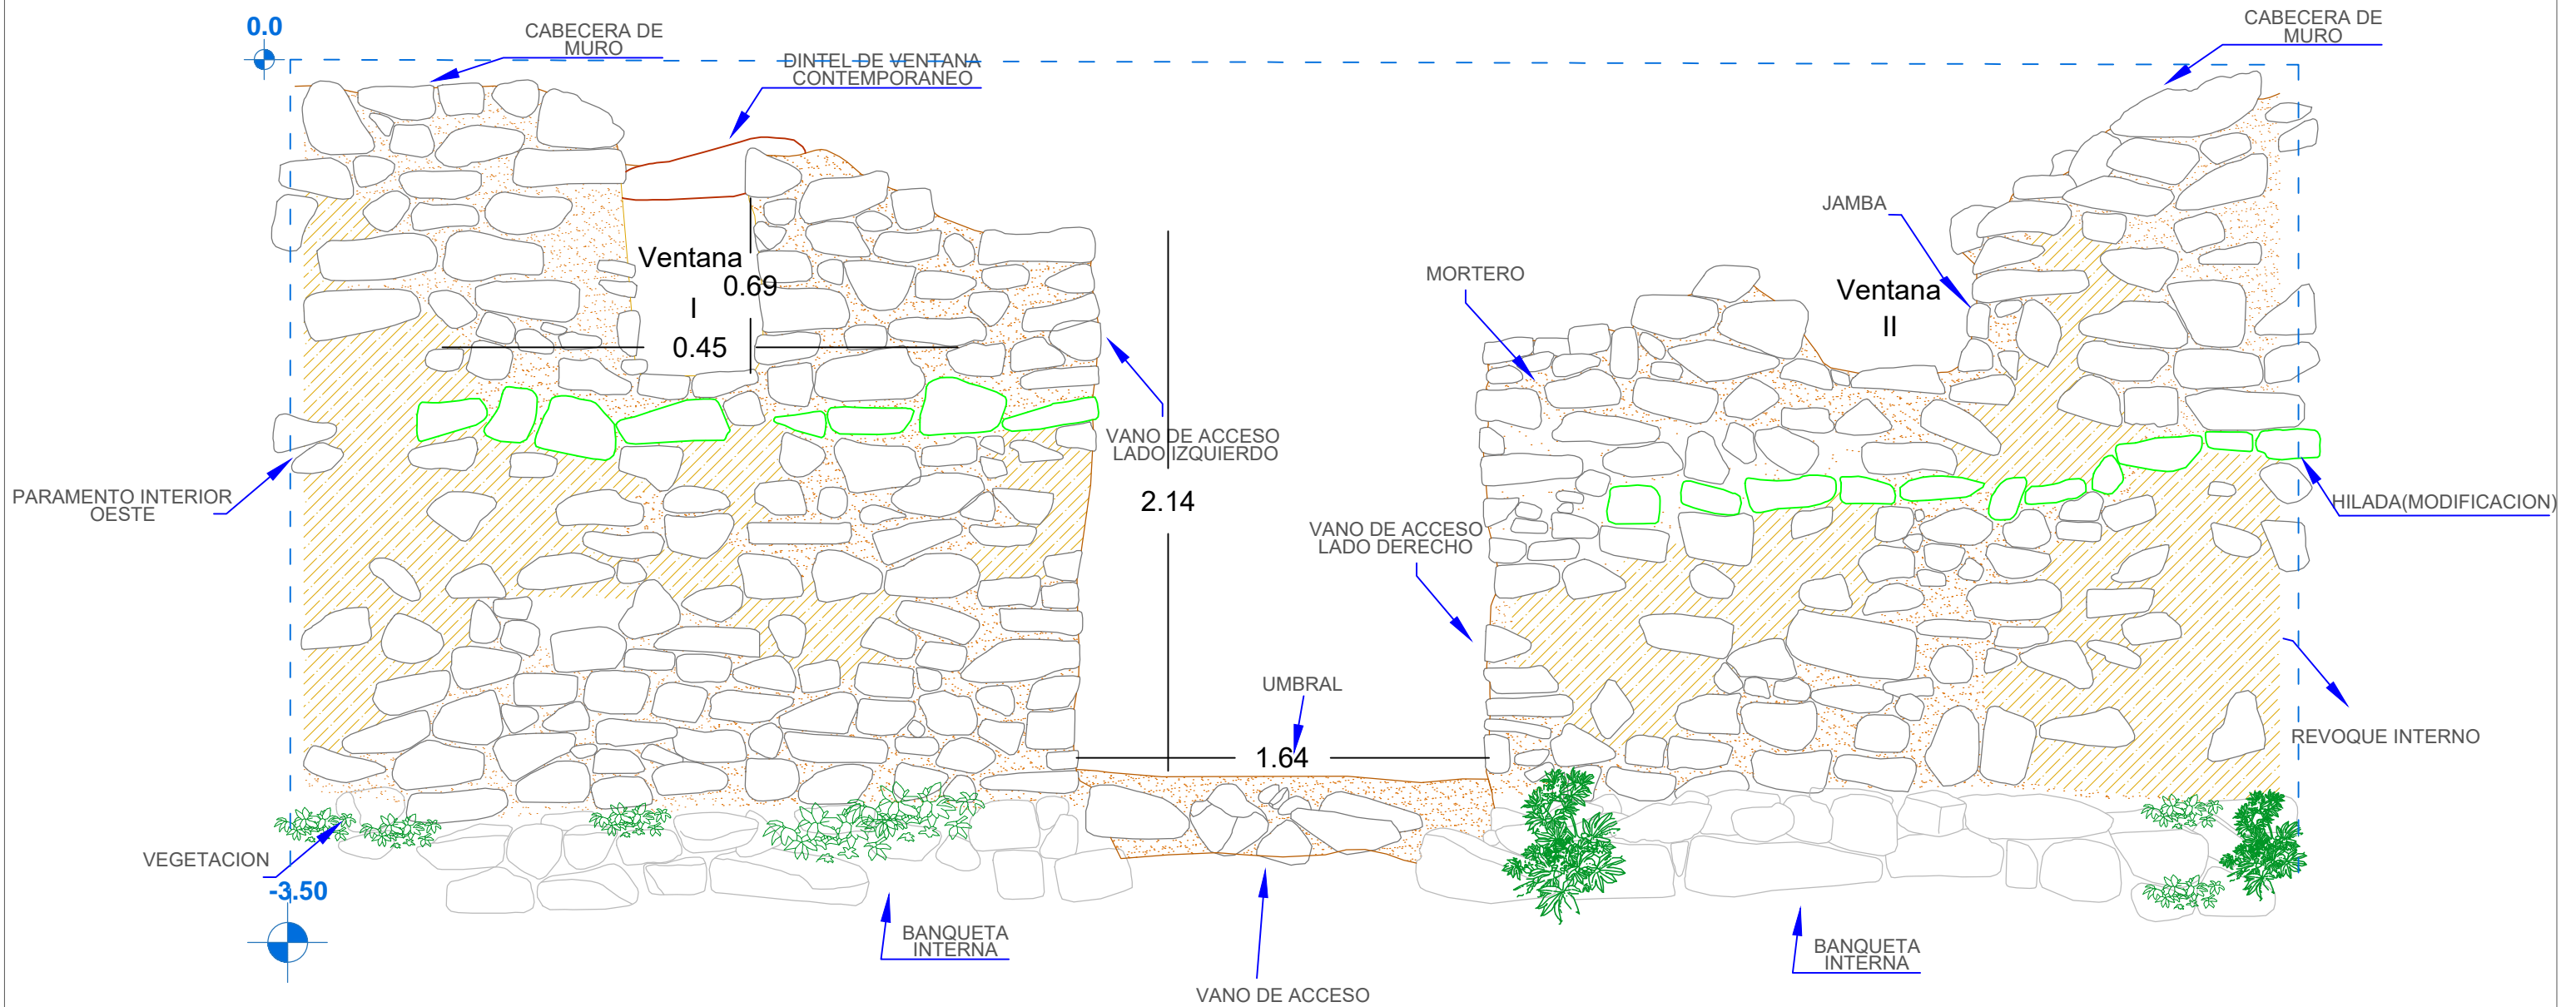 0.0
CABECERA DE
MURO
DINTEL DE VENTANA
CONTEMPORANEO
CABECERA DE
MURO
JAMBA
Ventana
I
0.69
0.45
MORTERO
Ventana
II
VANO DE ACCESO
LADO IZQUIERDO
PARAMENTO INTERIOR
OESTE
2.14
HILADA(MODIFICACION)
VANO DE ACCESO
LADO DERECHO
UMBRAL
1.64
REVOQUE INTERNO
VEGETACION
-3.50
BANQUETA
INTERNA
BANQUETA
INTERNA
VANO DE ACCESO